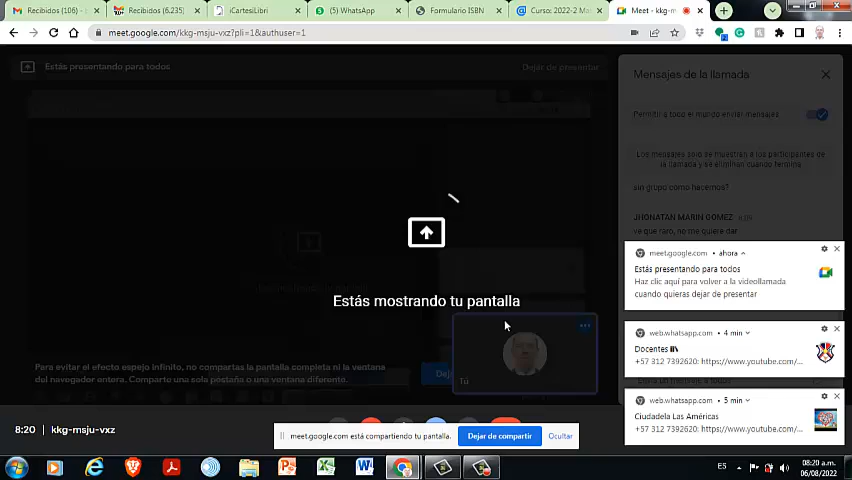 Recibidos (106) - s
Recibidos (6.235)
iCartesiLibri
(5) WhatsApp
Formulario ISBN
Curso: 2022-2 Ma
Meet - kkg-m
meet.google.com/kkg-msju-vxz?pli=1&authuser=1
Estás presentando para todos
Dejar de presentar
Mensajes de la llamada
Permitir a todo el mundo enviar mensajes
Los mensajes solo se muestran a los participantes de
la llamada y se eliminan cuando termina
sin grupo como hacemos?
JHONATAN MARIN GOMEZ 8:09
ve que raro, no me quiere dar
meet.google.com • ahora
Estás presentando para todos
Haz clic aquí para volver a la videollamada
cuando quieras dejar de presentar
Estás mostrando tu pantalla
web.whatsapp.com • 4 min
Docentes
+57 312 7392620: https://www.youtube.com/...
Para evitar el efecto espejo infinito, no compartas la pantalla completa ni la ventana
del navegador entera. Comparte una sola pestaña o una ventana diferente.
Dej
Tú
web.whatsapp.com • 5 min
Ciudadela Las Américas
+57 312 7392620: https://www.youtube.com/...
8:20 | kkg-msju-vxz
meet.google.com está compartiendo tu pantalla.
Dejar de compartir
Ocultar
ES
08:20 a.m.
06/08/2022